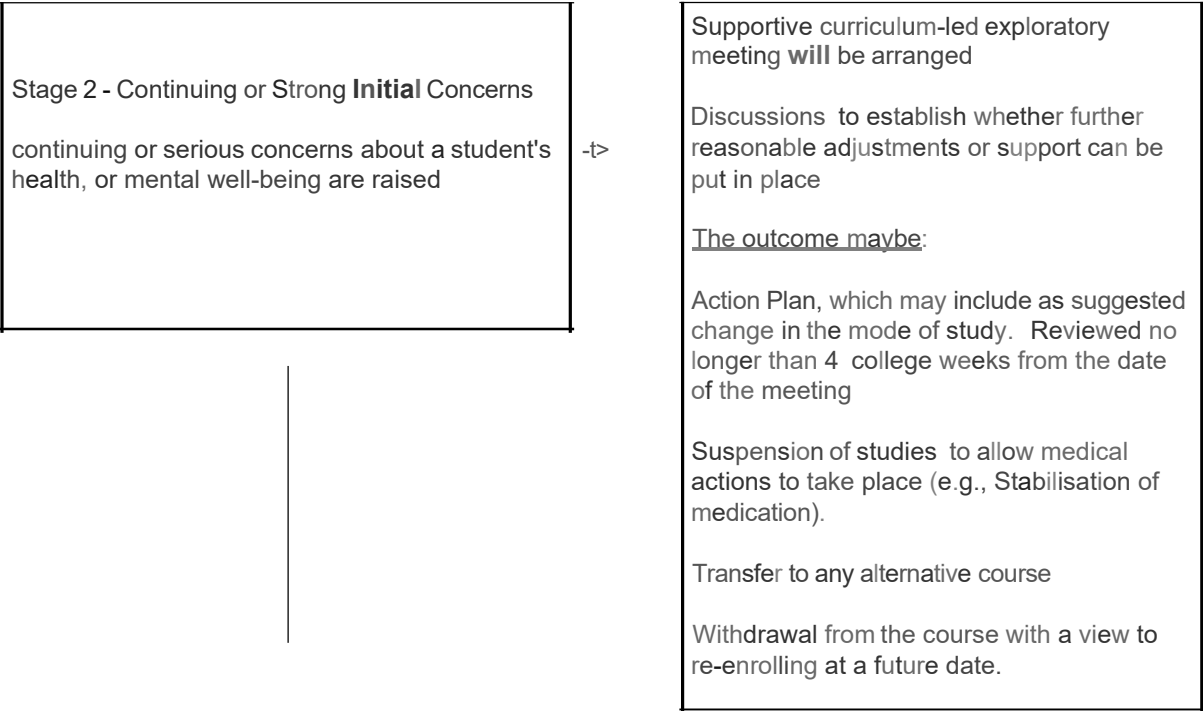 Stage 2 - Continuing or Strong Initial Concerns
continuing or serious concerns about a student's
health, or mental well-being are raised
-t>
Supportive curriculum-led exploratory
meeting will be arranged
Discussions to establish whether further
reasonable adjustments or support can be
put in place
The outcome maybe:
Action Plan, which may include as suggested
change in the mode of study. Reviewed no
longer than 4 college weeks from the date
of the meeting
Suspension of studies to allow medical
actions to take place (e.g., Stabilisation of
medication).
Transfer to any alternative course
Withdrawal from the course with a view to
re-enrolling at a future date.